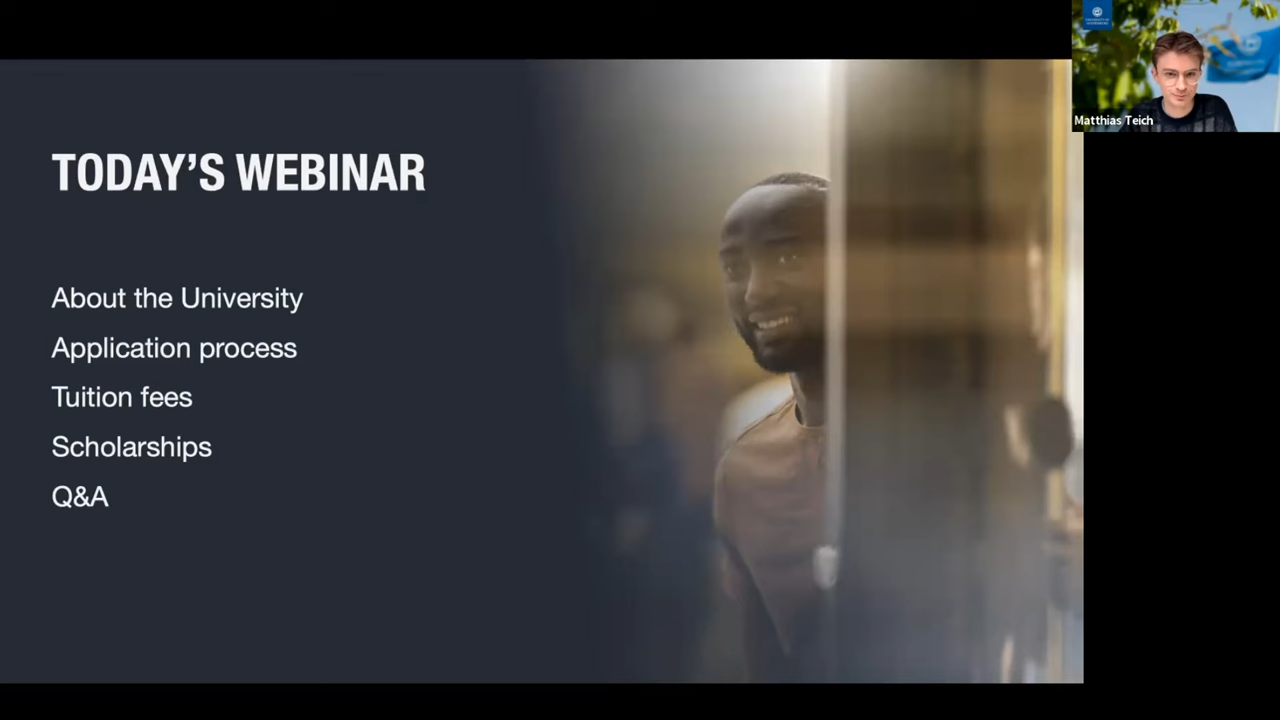 TODAY'S WEBINAR
About the University
Application process
Tuition fees
Scholarships
Q&A
Matthias Teich